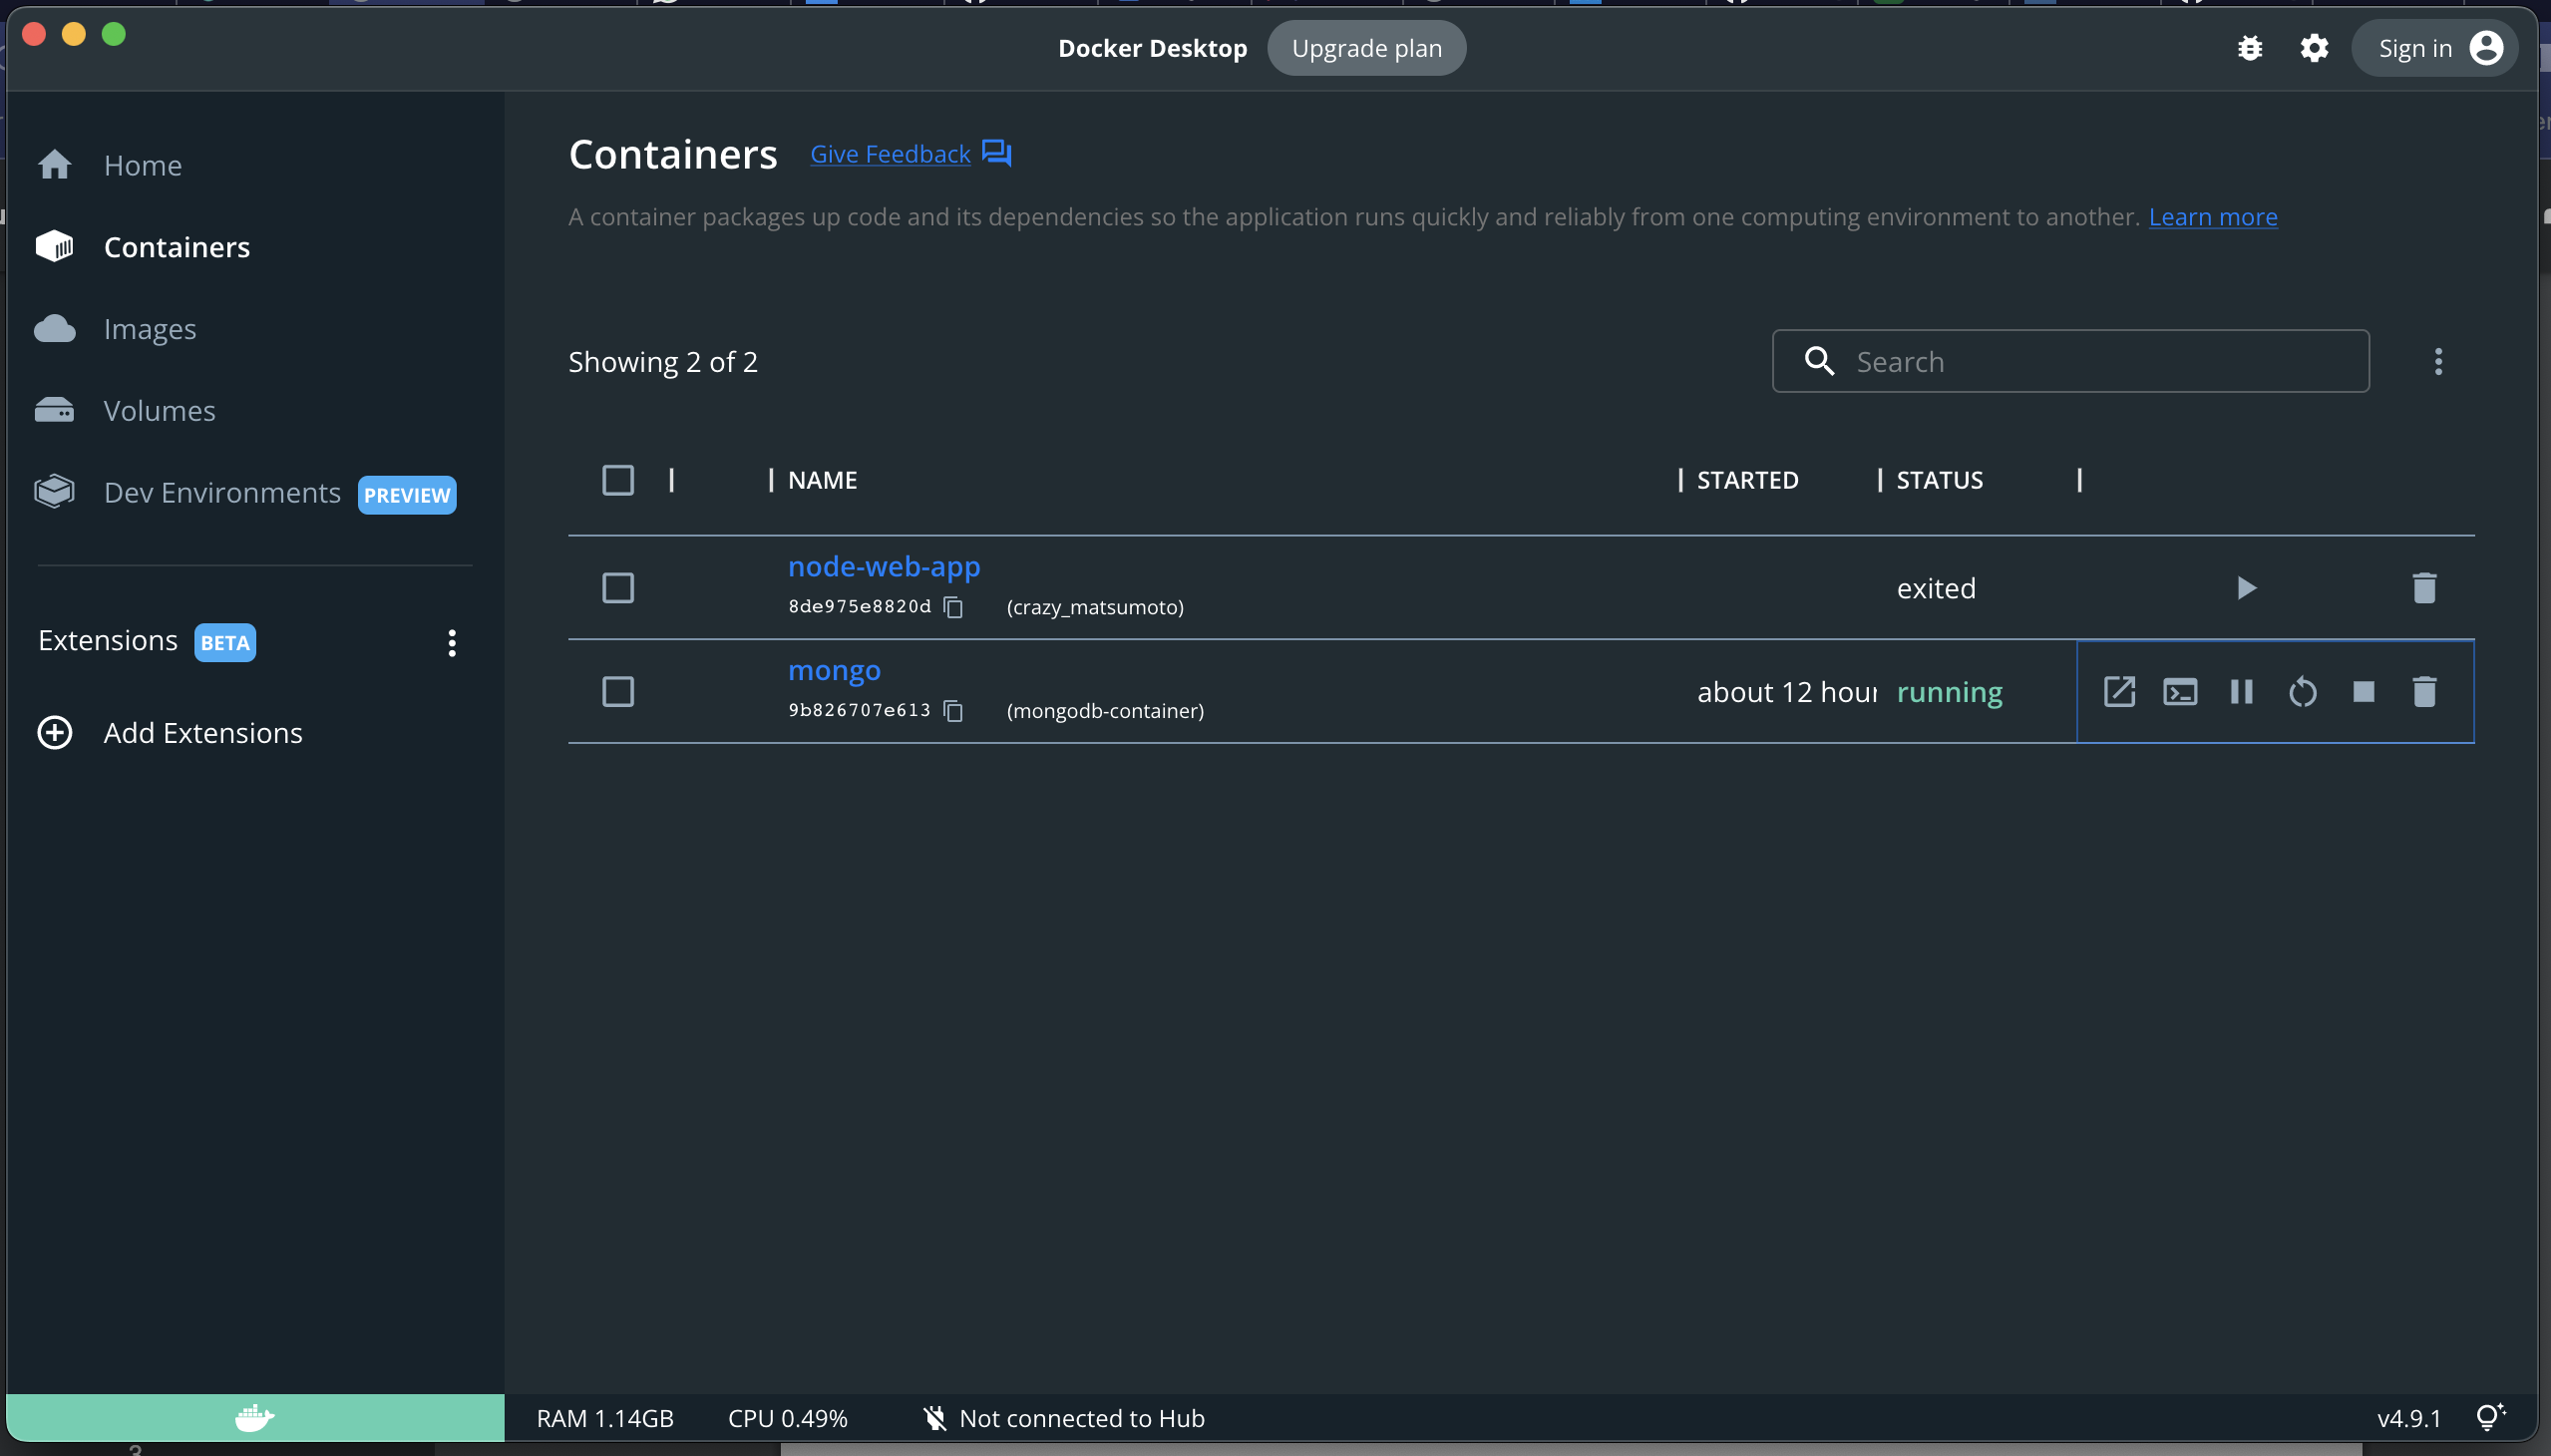 Docker Desktop
Upgrade plan
Sign in
Home
Containers
Images
Volumes
Dev Environments PREVIEW
Extensions BETA
Add Extensions
Containers Give Feedback
A container packages up code and its dependencies so the application runs quickly and reliably from one computing environment to another. Learn more
Showing 2 of 2
Search
NAME STARTED STATUS
node-web-app
8de975e8820d (crazy_matsumoto)
exited
mongo
9b826707e613 (mongodb-container)
about 12 hour running
RAM 1.14GB CPU 0.49% Not connected to Hub v4.9.1